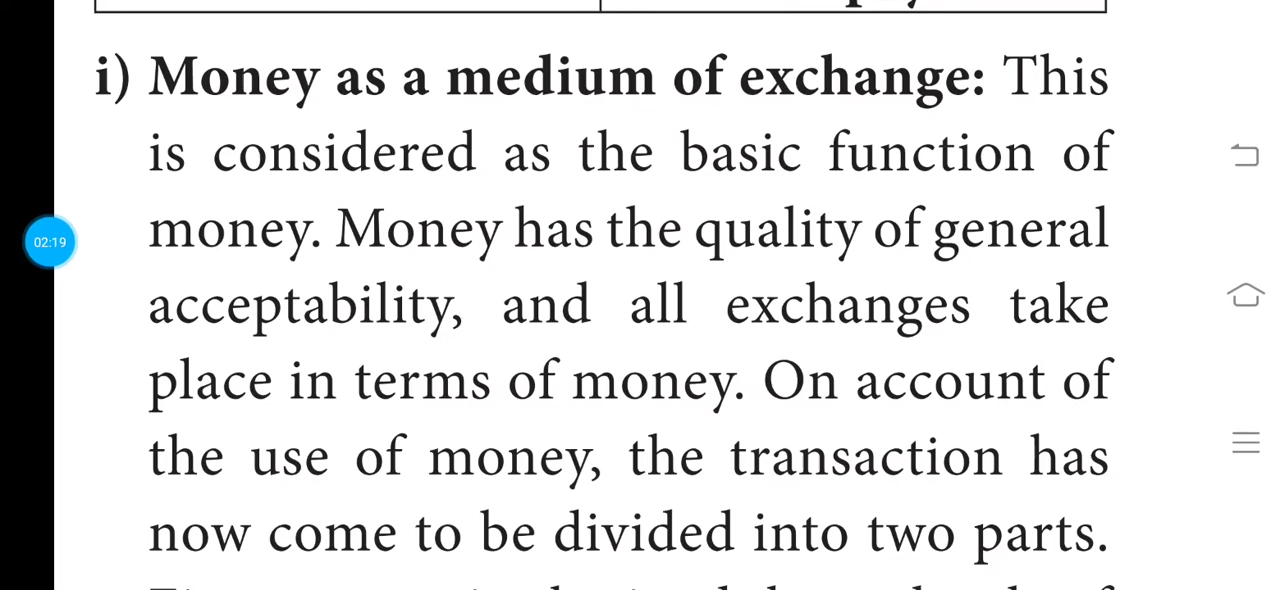 i) Money as a medium of exchange: This
is considered as the basic function of
money. Money has the quality of general
acceptability, and all exchanges take
place in terms of money. On account of
the use of money, the transaction has
now come to be divided into two parts.
02:19